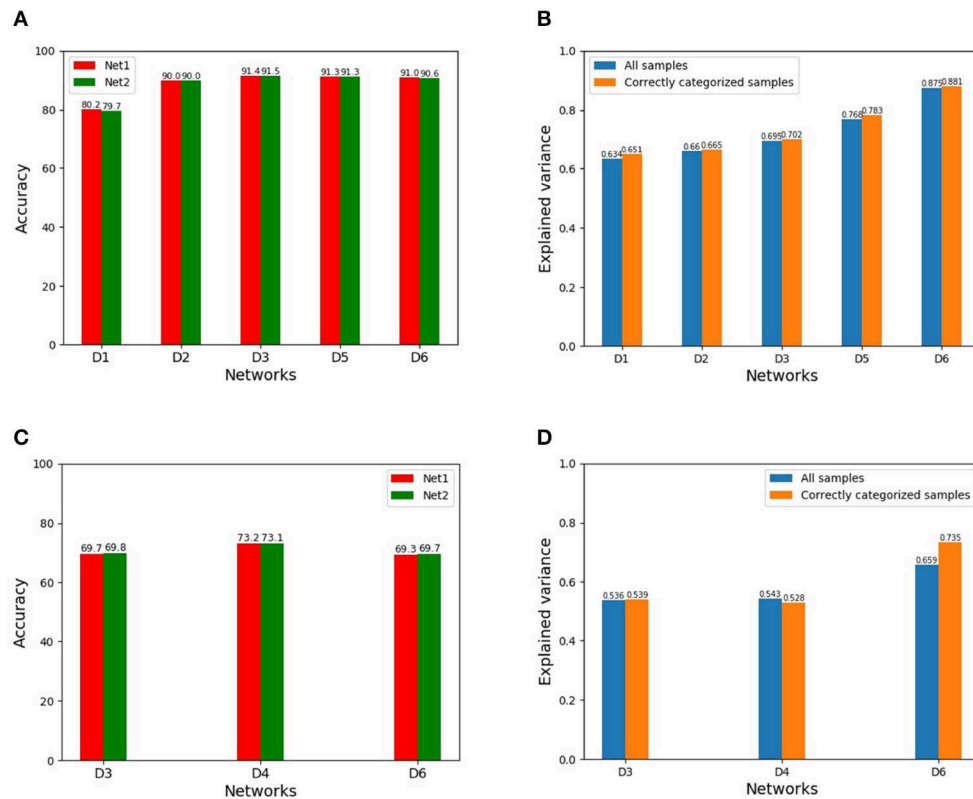 A
100
80
60
40
20
0
Accuracy
Net1
Net2
80.2 79.7
90.0 90.0
91.4 91.5
91.3 91.3
91.0 90.6
D1 D2 D3 D5 D6
Networks
B
1.0
0.8
0.6
0.4
0.2
0.0
Explained variance
All samples
Correctly categorized samples
0.634 0.651
0.66 0.665
0.695 0.702
0.768 0.783
0.875 0.881
D1 D2 D3 D5 D6
Networks
C
100
80
60
40
20
0
Accuracy
Net1
Net2
69.7 69.8
73.2 73.1
69.3 69.7
D3 D4 D6
Networks
D
1.0
0.8
0.6
0.4
0.2
0.0
Explained variance
All samples
Correctly categorized samples
0.536 0.539
0.543 0.528
0.659 0.735
D3 D4 D6
Networks